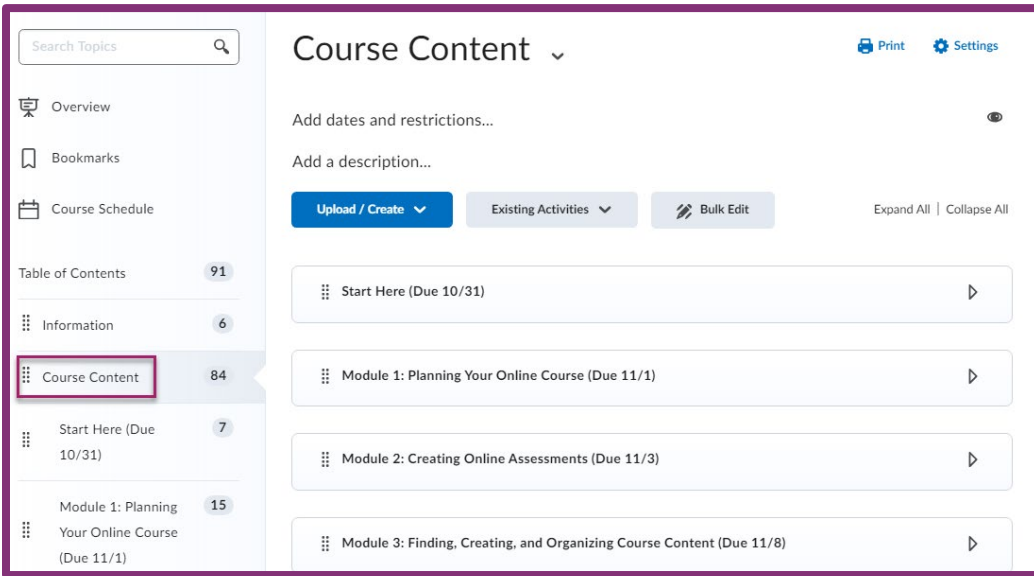 Search Topics
Overview
Bookmarks
Course Schedule
Table of Contents 91
Information 6
Course Content 84
Start Here (Due 7
10/31)
Module 1: Planning 15
Your Online Course
(Due 11/1)
Course Content
Print Settings
Add dates and restrictions...
Add a description...
Upload / Create Existing Activities Bulk Edit Expand All | Collapse All
Start Here (Due 10/31)
Module 1: Planning Your Online Course (Due 11/1)
Module 2: Creating Online Assessments (Due 11/3)
Module 3: Finding, Creating, and Organizing Course Content (Due 11/8)